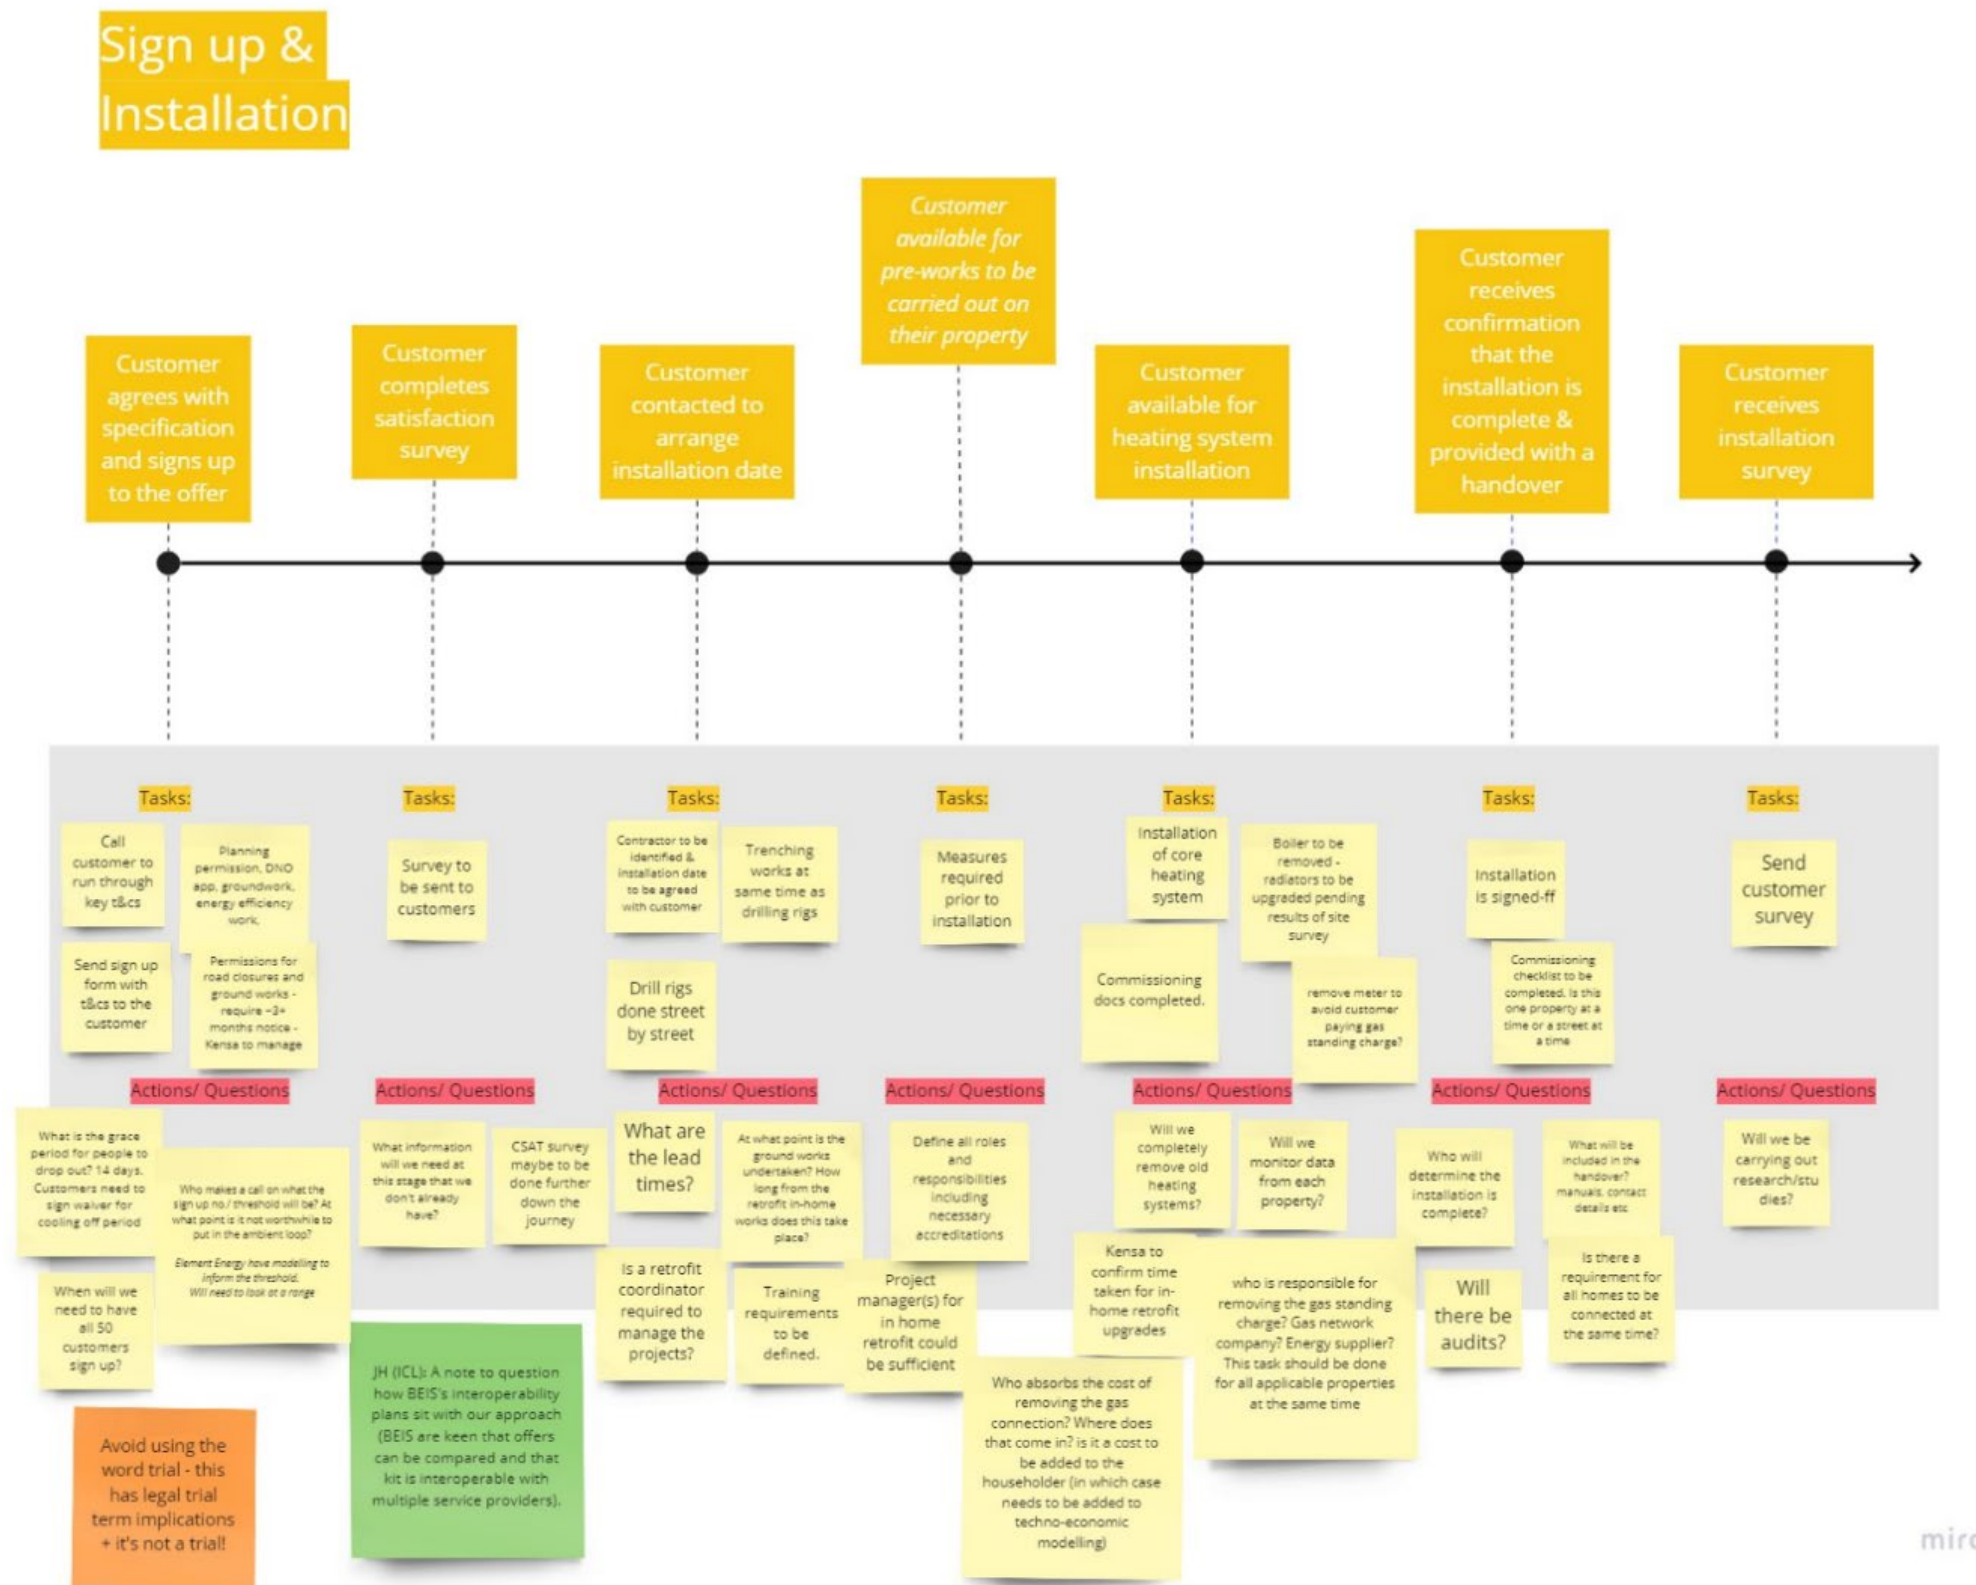 Sign up &
Installation
Customer
agrees with
specification
and signs up
to the offer
Customer
completes
satisfaction
survey
Customer
contacted to
arrange
installation date
Customer
available for
pre-works to be
carried out on
their property
Customer
available for
heating system
installation
Customer
receives
confirmation
that the
installation is
complete &
provided with a
handover
Customer
receives
installation
survey
Tasks:
Call
customer to
run through
key t&cs
Planning
permission, DNO
app, groundwork,
energy efficiency
work,
Send sign up
form with
t&cs to the
customer
Permissions for
road closures and
ground works -
require ~3+
months notice -
Kensa to manage
Tasks:
Survey to
be sent to
customers
Tasks:
Contractor to be
identified &
installation date
to be agreed
with customer
Trenching
works at
same time as
drilling rigs
Drill rigs
done street
by street
Tasks:
Measures
required
prior to
installation
Tasks:
Installation
of core
heating
system
Boiler to be
removed -
radiators to be
upgraded pending
results of site
survey
Commissioning
docs completed.
remove meter to
avoid customer
paying gas
standing charge?
Tasks:
Installation
is signed-ff
Commissioning
checklist to be
completed. Is this
one property at a
time or a street at
a time
Tasks:
Send
customer
survey
Actions/ Questions
What is the grace
period for people to
drop out? 14 days.
Customers need to
sign waiver for
cooling off period
Who makes a call on what the
sign up no./ threshold will be? At
what point is it not worthwhile to
put in the ambient loop?
Element Energy have modelling to
inform the threshold.
Will need to look at a range
When will we
need to have
all 50
customers
sign up?
Avoid using the
word trial - this
has legal trial
term implications
+ it's not a trial!
Actions/ Questions
What information
will we need at
this stage that we
don't already
have?
CSAT survey
maybe to be
done further
down the
journey
JH (ICL): A note to question
how BEIS's interoperability
plans sit with our approach
(BEIS are keen that offers
can be compared and that
kit is interoperable with
multiple service providers).
Actions/ Questions
What are
the lead
times?
At what point is the
ground works
undertaken? How
long from the
retrofit in-home
works does this take
place?
Is a retrofit
coordinator
required to
manage the
projects?
Training
requirements
to be
defined.
Actions/ Questions
Define all roles
and
responsibilities
including
necessary
accreditations
Project
manager(s) for
in home
retrofit could
be sufficient
Actions/ Questions
Will we
completely
remove old
heating
systems?
Will we
monitor data
from each
property?
Kensa to
confirm time
taken for in-
home retrofit
upgrades
who is responsible for
removing the gas standing
charge? Gas network
company? Energy supplier?
This task should be done
for all applicable properties
at the same time
Who absorbs the cost of
removing the gas
connection? Where does
that come in? is it a cost to
be added to the
householder (in which case
needs to be added to
techno-economic
modelling)
Actions/ Questions
Who will
determine the
installation is
complete?
What will be
included in the
handover?
manuals, contact
details etc
Will
there be
audits?
Is there a
requirement for
all homes to be
connected at
the same time?
Actions/ Questions
Will we be
carrying out
research/stu
dies?